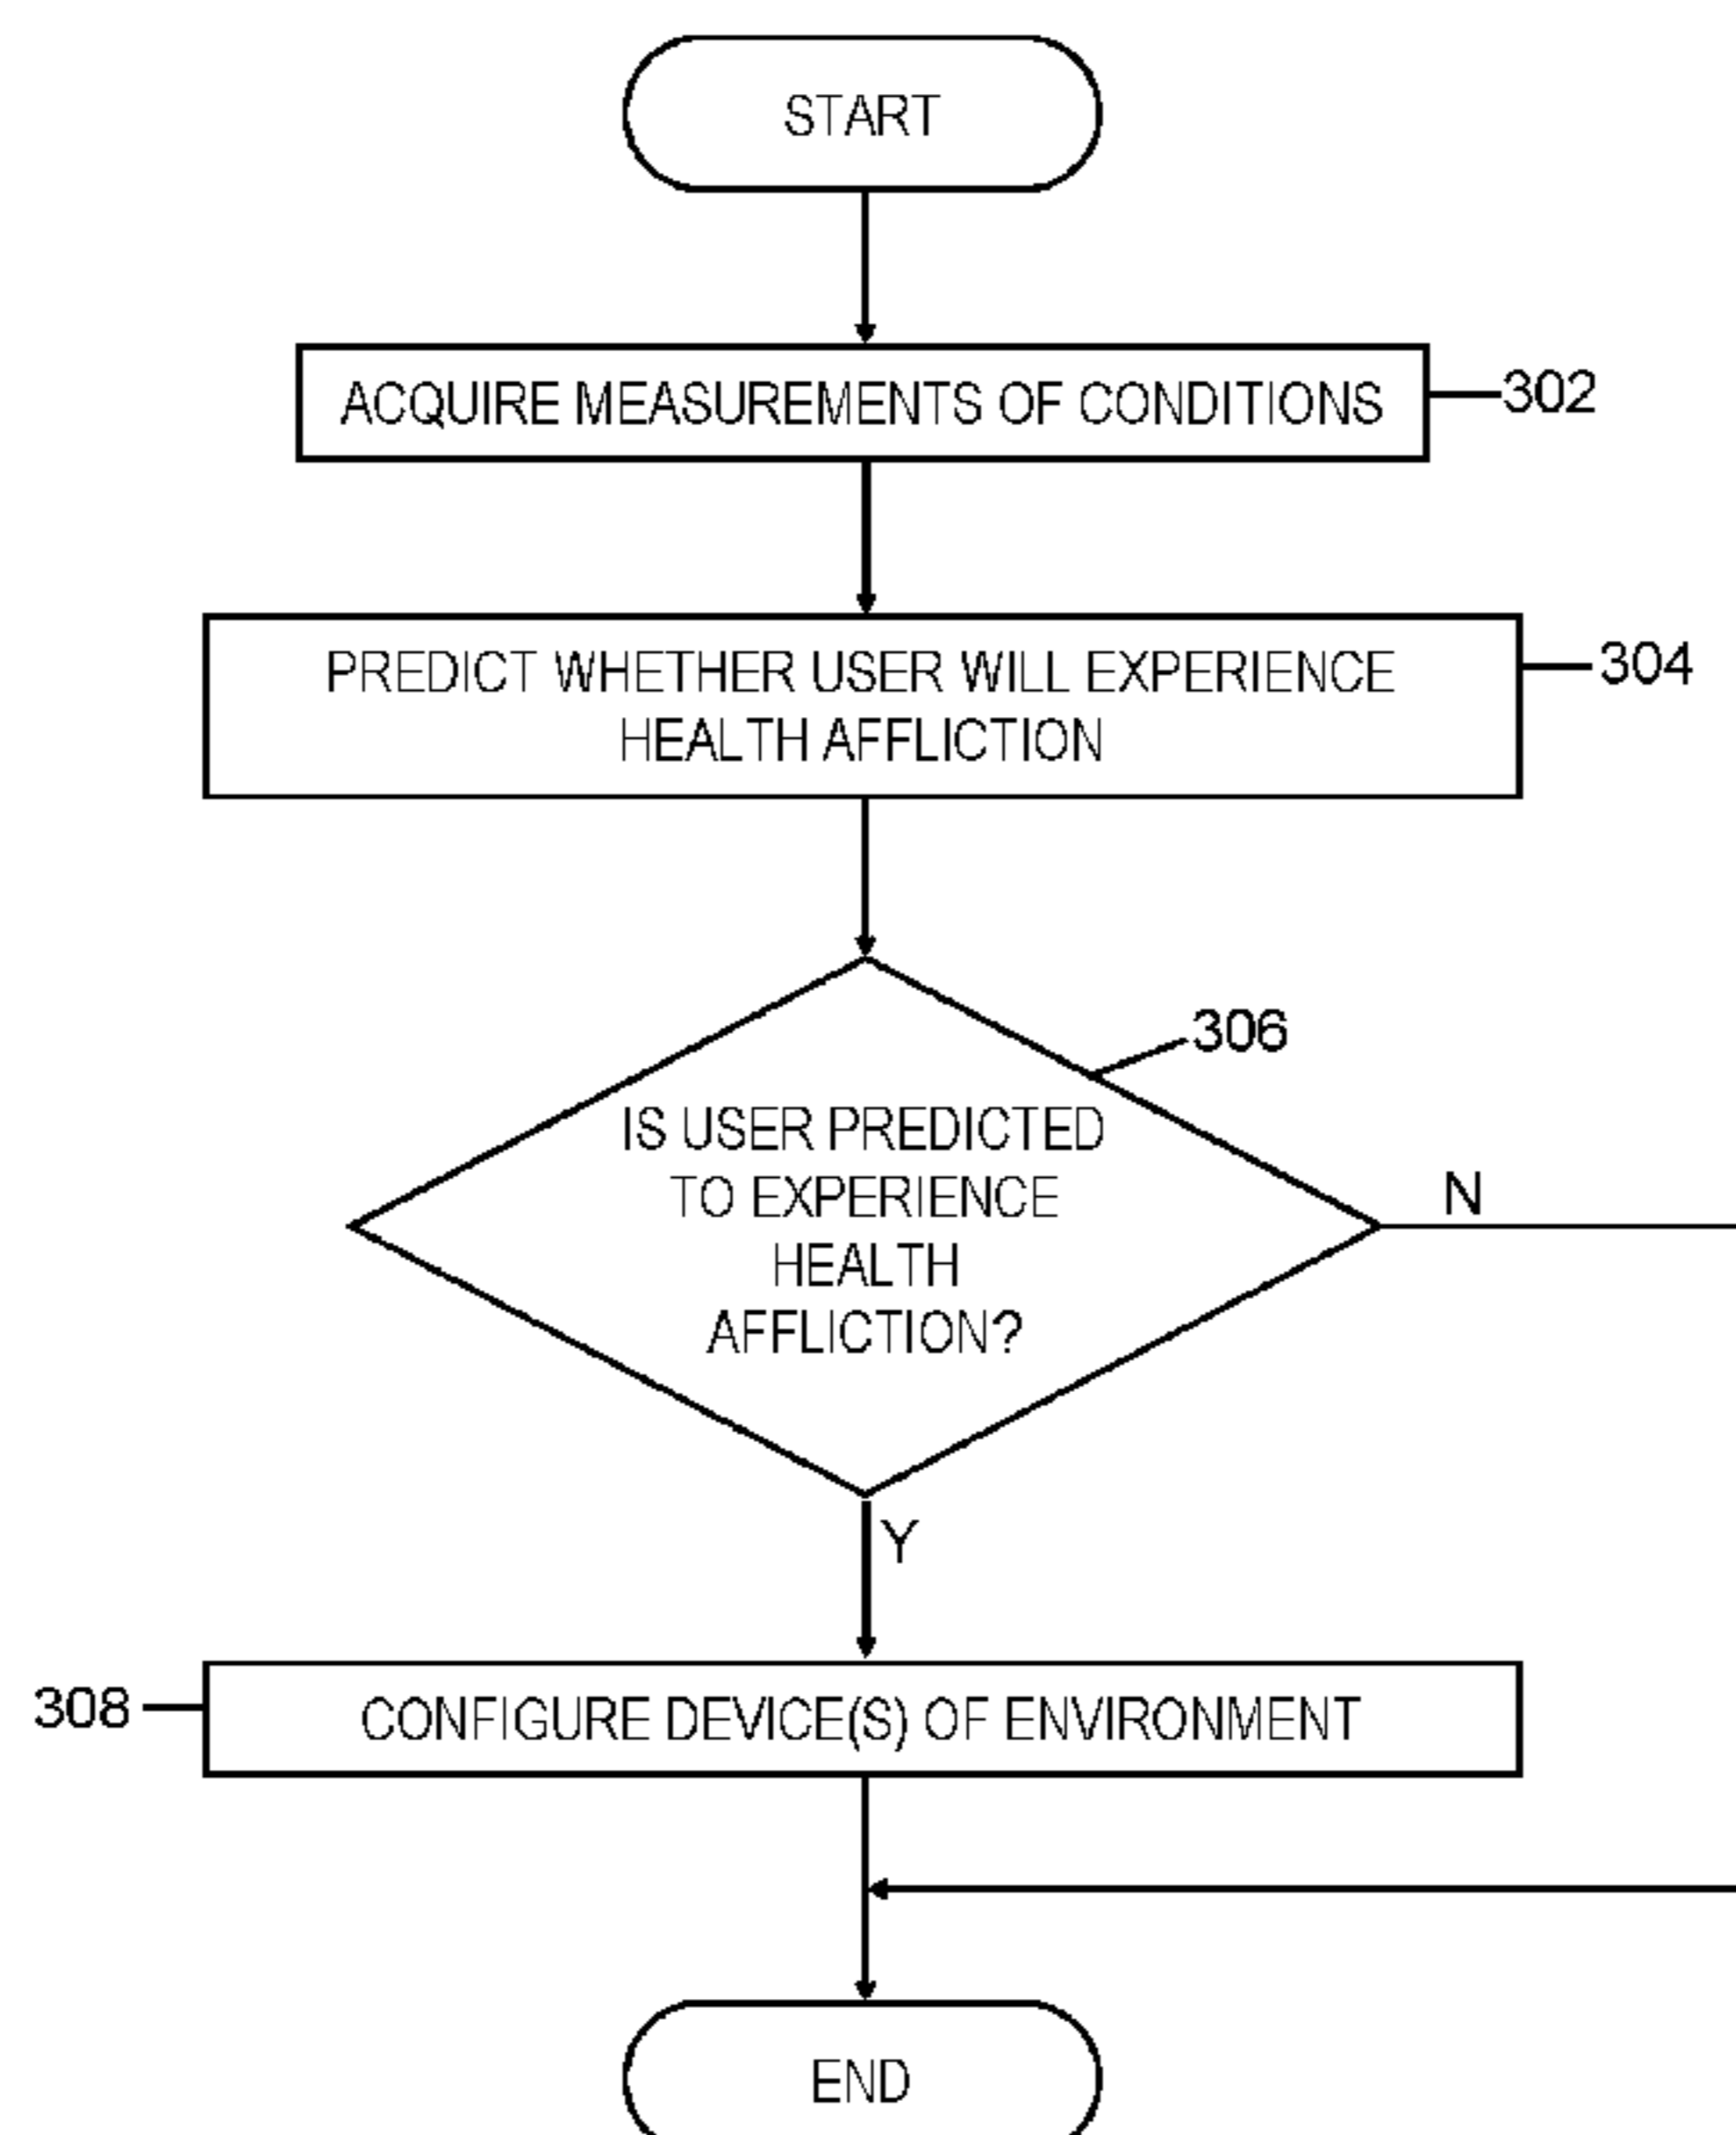 START
ACQUIRE MEASUREMENTS OF CONDITIONS
302
PREDICT WHETHER USER WILL EXPERIENCE
HEALTH AFFLICTION
304
306
IS USER PREDICTED
TO EXPERIENCE
HEALTH
AFFLICTION?
N
Y
308
CONFIGURE DEVICE(S) OF ENVIRONMENT
END